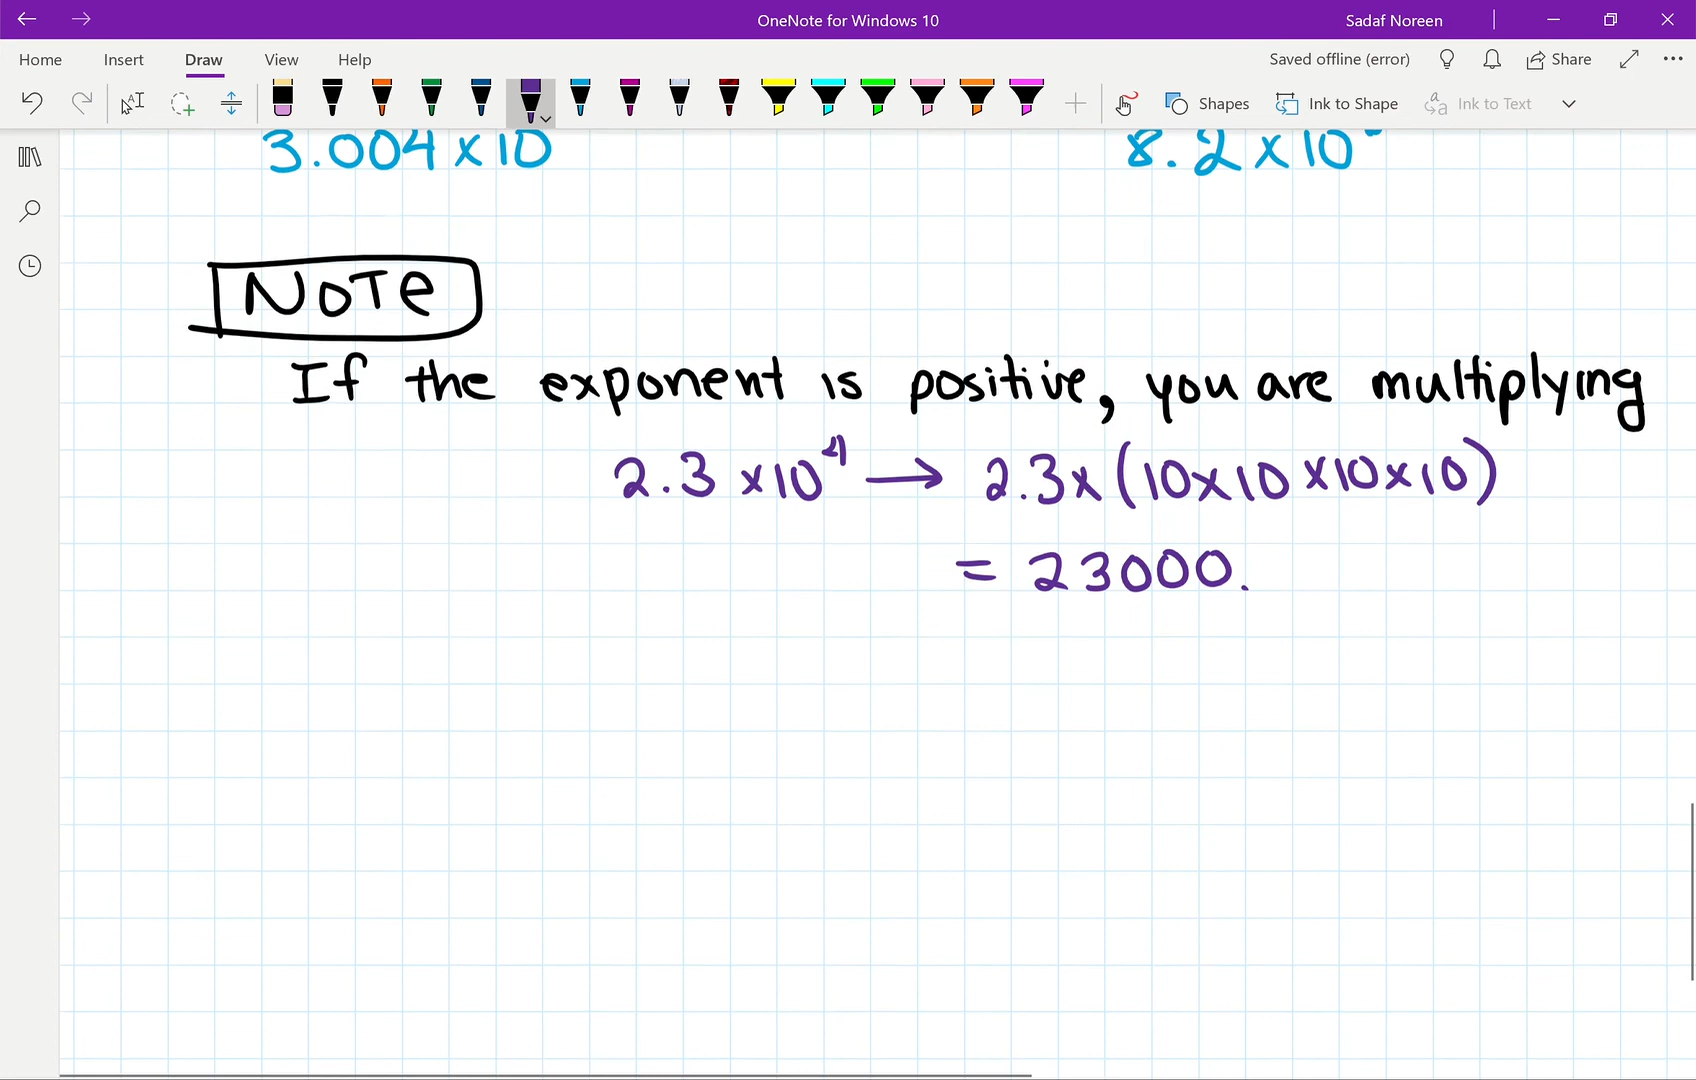 OneNote for Windows 10
Sadaf Noreen
Home Insert Draw View Help
Saved offline (error) Share
Shapes Ink to Shape Ink to Text
3.004 x 10
8.2 x 10
NOTe
If the exponent is positive, you are multiplying
2.3 x10⁴ → 2.3x (10x10 x10x10)
= 23000.